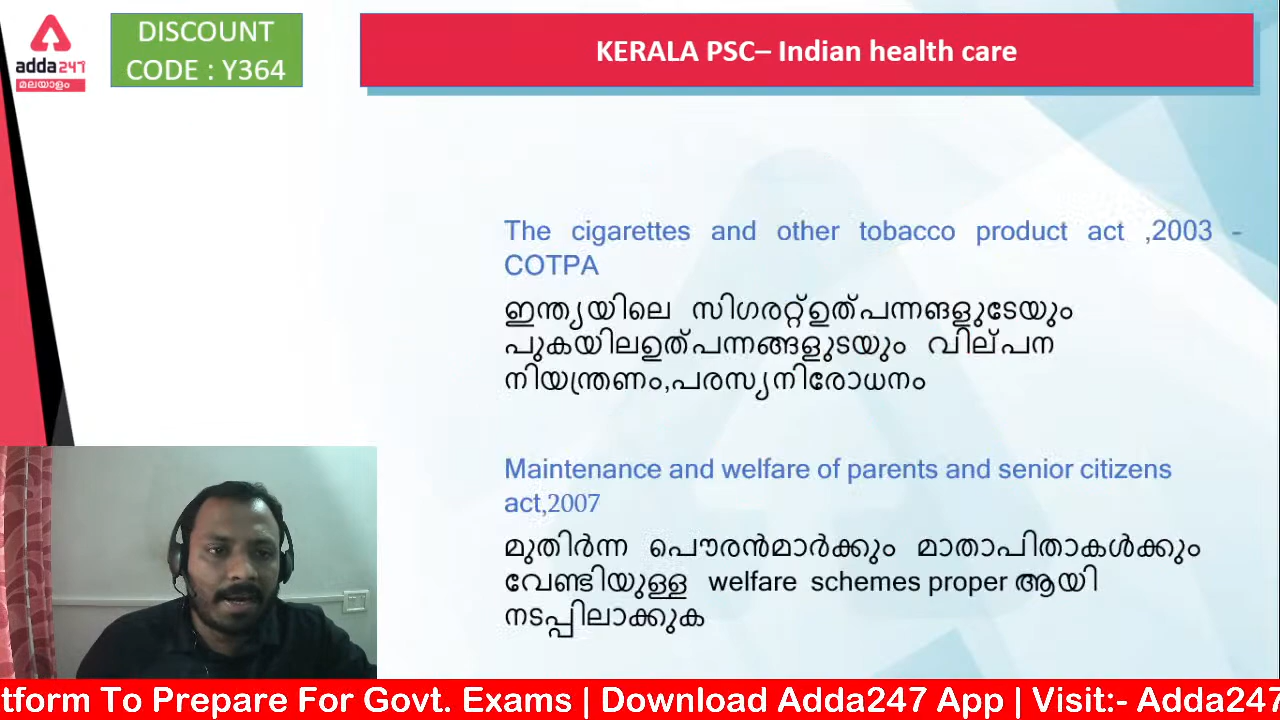 adda247
മലയാളം
DISCOUNT
CODE : Y364
KERALA PSC– Indian health care
The cigarettes and other tobacco product act ,2003 -
COTPA
ഇന്ത്യയിലെ സിഗരറ്റ്ഉത്പന്നങളുടേയും
പുകയിലഉത്പന്നങ്ങളുടയും വില്പന
നിയന്ത്രണം,പരസ്യനിരോധനം
Maintenance and welfare of parents and senior citizens
act,2007
മുതിർന്ന പൌരൻമാർക്കും മാതാപിതാകൾക്കും
വേണ്ടിയുള്ള welfare schemes proper ആയി
നടപ്പിലാക്കുക
tform To Prepare For Govt. Exams | Download Adda247 App | Visit:- Adda247